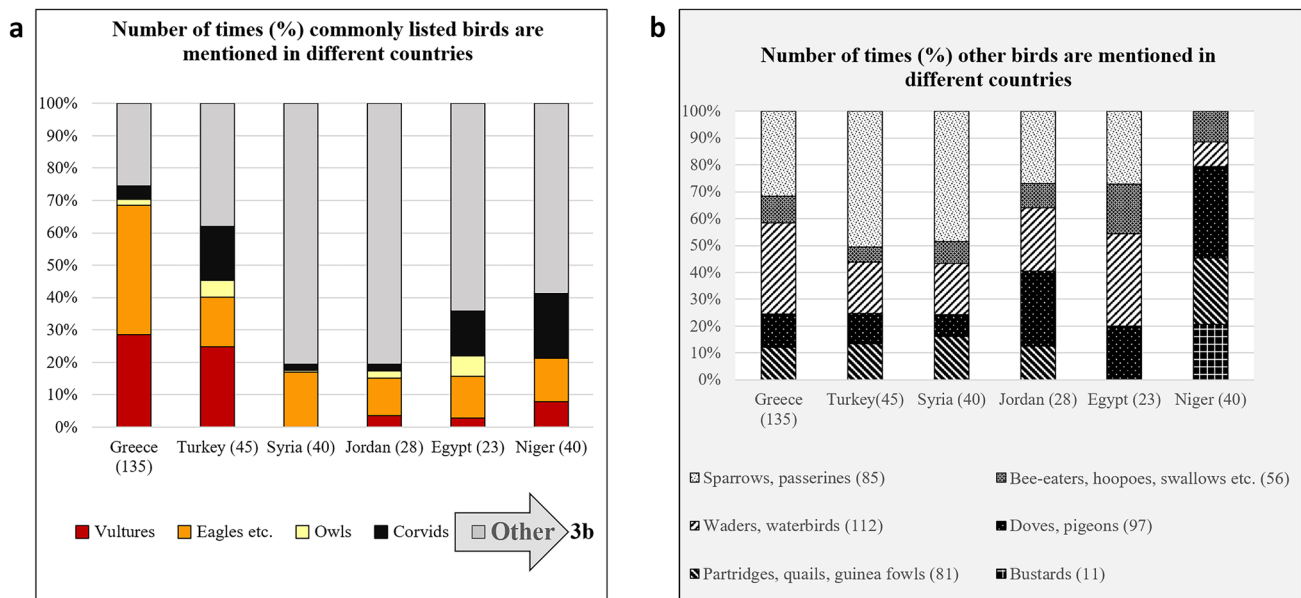 a
Number of times (%) commonly listed birds are
mentioned in different countries
100%
90%
80%
70%
60%
50%
40%
30%
20%
10%
0%
Greece
(135)
Turkey (45)
Syria (40)
Jordan (28)
Egypt (23)
Niger (40)
Vultures
Eagles etc.
Owls
Corvids
Other
3b
b
Number of times (%) other birds are mentioned in
different countries
100%
90%
80%
70%
60%
50%
40%
30%
20%
10%
0%
Greece
(135)
Turkey(45)
Syria (40)
Jordan (28)
Egypt (23)
Niger (40)
Sparrows, passerines (85)
Bee-eaters, hoopoes, swallows etc. (56)
Waders, waterbirds (112)
Doves, pigeons (97)
Partridges, quails, guinea fowls (81)
Bustards (11)